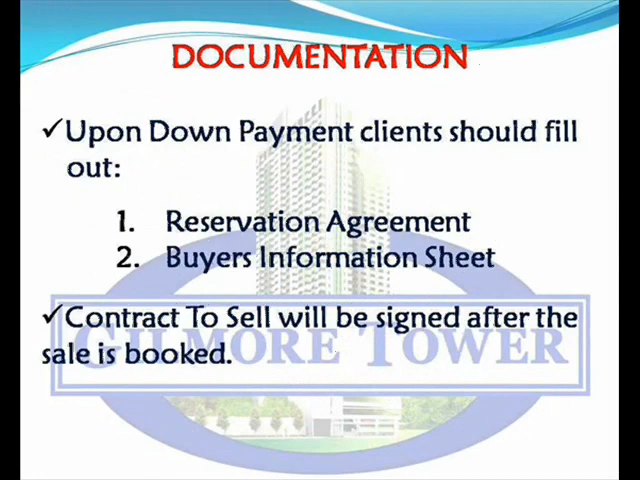 DOCUMENTATION
✓Upon Down Payment clients should fill
out:
1. Reservation Agreement
2. Buyers Information Sheet
✓Contract To Sell will be signed after the
sale is booked.
GILMORE TOWER